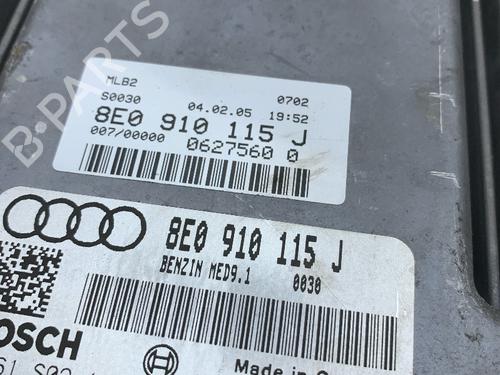 MLB2
S0030 04.02.05 0702
19:52
8E0 910 115 J
007/00000 0627560 0
8E0 910 115 J
BENZIN MED9.1 0030
BOSCH
Made in
B-PARTS